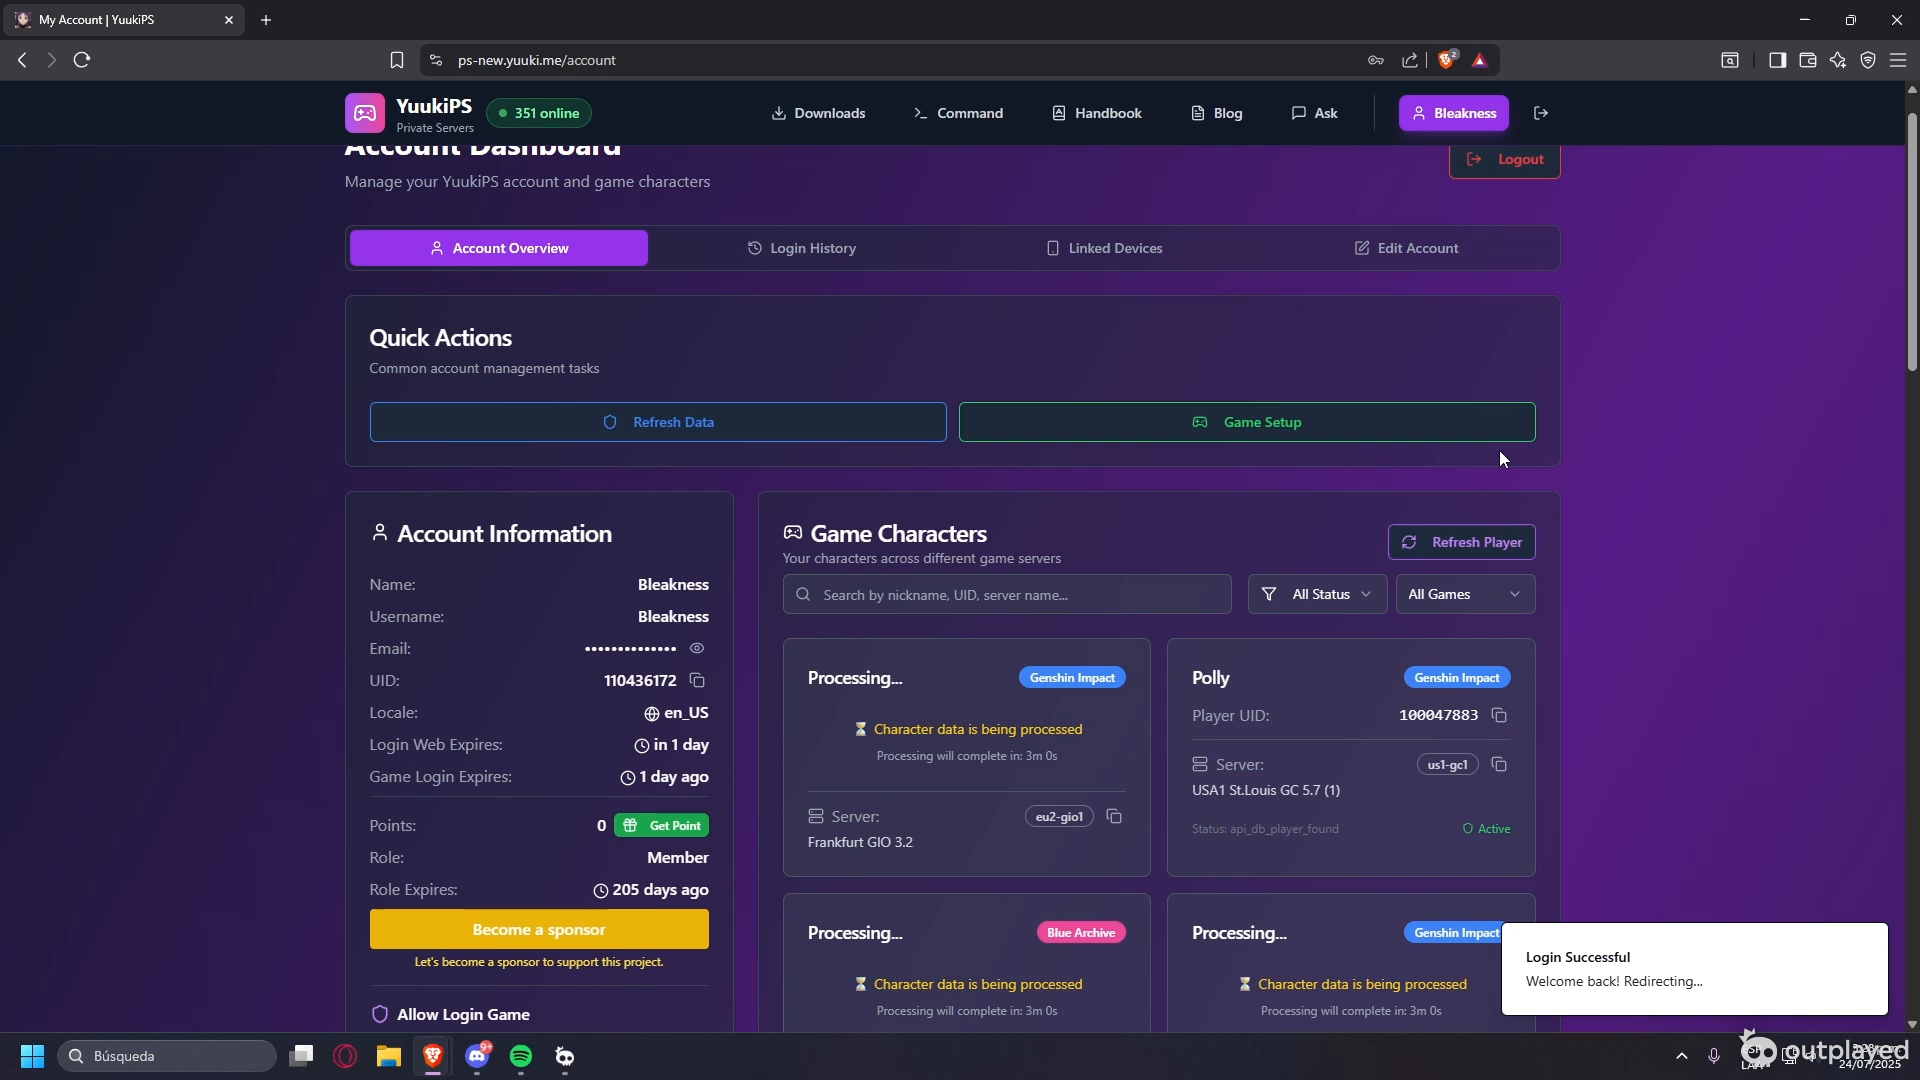 My Account | YuukiPS
ps-new.yuuki.me/account
2
YuukiPS
Private Servers
351 online
Downloads
Command
Handbook
Blog
Ask
Bleakness
Account Dashboard
Manage your YuukiPS account and game characters
Logout
Account Overview
Login History
Linked Devices
Edit Account
Quick Actions
Common account management tasks
Refresh Data
Game Setup
Account Information
Name: Bleakness
Username: Bleakness
Email: ••••••••••••••
UID: 110436172
Locale: en_US
Login Web Expires: in 1 day
Game Login Expires: 1 day ago
Points: 0 Get Point
Role: Member
Role Expires: 205 days ago
Become a sponsor
Let's become a sponsor to support this project.
Allow Login Game
Game Characters
Your characters across different game servers
Refresh Player
Search by nickname, UID, server name...
All Status
All Games
Processing... Genshin Impact
⏳ Character data is being processed
Processing will complete in: 3m 0s
Server: eu2-gio1
Frankfurt GIO 3.2
Polly Genshin Impact
Player UID: 100047883
Server: us1-gc1
USA1 St.Louis GC 5.7 (1)
Status: api_db_player_found Active
Processing... Blue Archive
⏳ Character data is being processed
Processing will complete in: 3m 0s
Processing... Genshin Impact
⏳ Character data is being processed
Processing will complete in: 3m 0s
Login Successful
Welcome back! Redirecting...
Búsqueda
9+
outplayed
24/07/2025